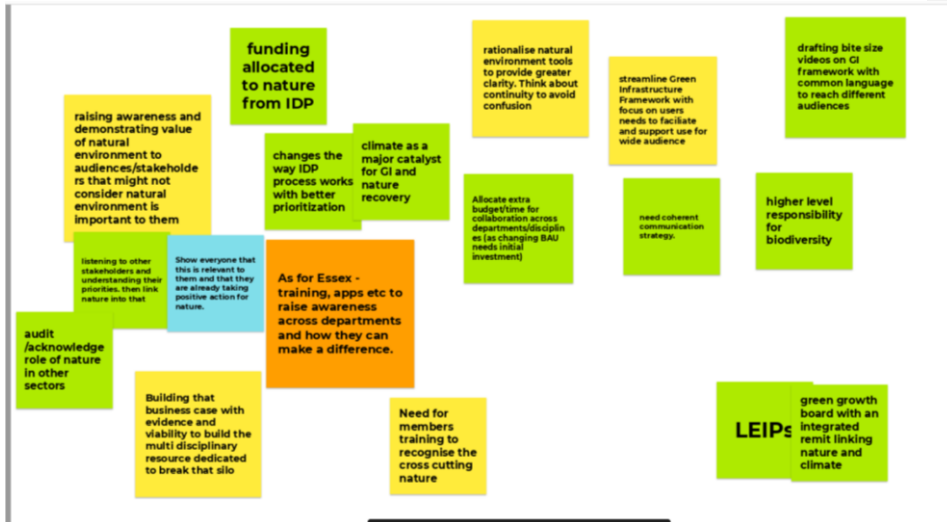 funding
allocated
to nature
from IDP
rationalise natural
environment tools
to provide greater
clarity. Think about
continuity to avoid
confusion
streamline Green
Infrastructure
Framework with
focus on users
needs to faciliate
and support use for
wide audience
drafting bite size
videos on GI
framework with
common language
to reach different
audiences
raising awareness and
demonstrating value
of natural
environment to
audiences/stakeholde
rs that might not
consider natural
environment is
important to them
changes the
way IDP
process works
with better
prioritization
climate as a
major catalyst
for GI and
nature
recovery
Allocate extra
budget/time for
collaboration across
departments/disciplin
es (as changing BAU
needs initial
investment)
need coherent
communication
strategy.
higher level
responsibility
for
biodiversity
listening to other
stakeholders and
understanding their
priorities. then link
nature into that
Show everyone that
this is relevant to
them and that they
are already taking
positive action for
nature.
As for Essex -
training, apps etc to
raise awareness
across departments
and how they can
make a difference.
audit
/acknowledge
role of nature
in other
sectors
Building that
business case with
evidence and
viability to build the
multi disciplinary
resource dedicated
to break that silo
Need for
members
training to
recognise the
cross cutting
nature
LEIPs
green growth
board with an
integrated
remit linking
nature and
climate